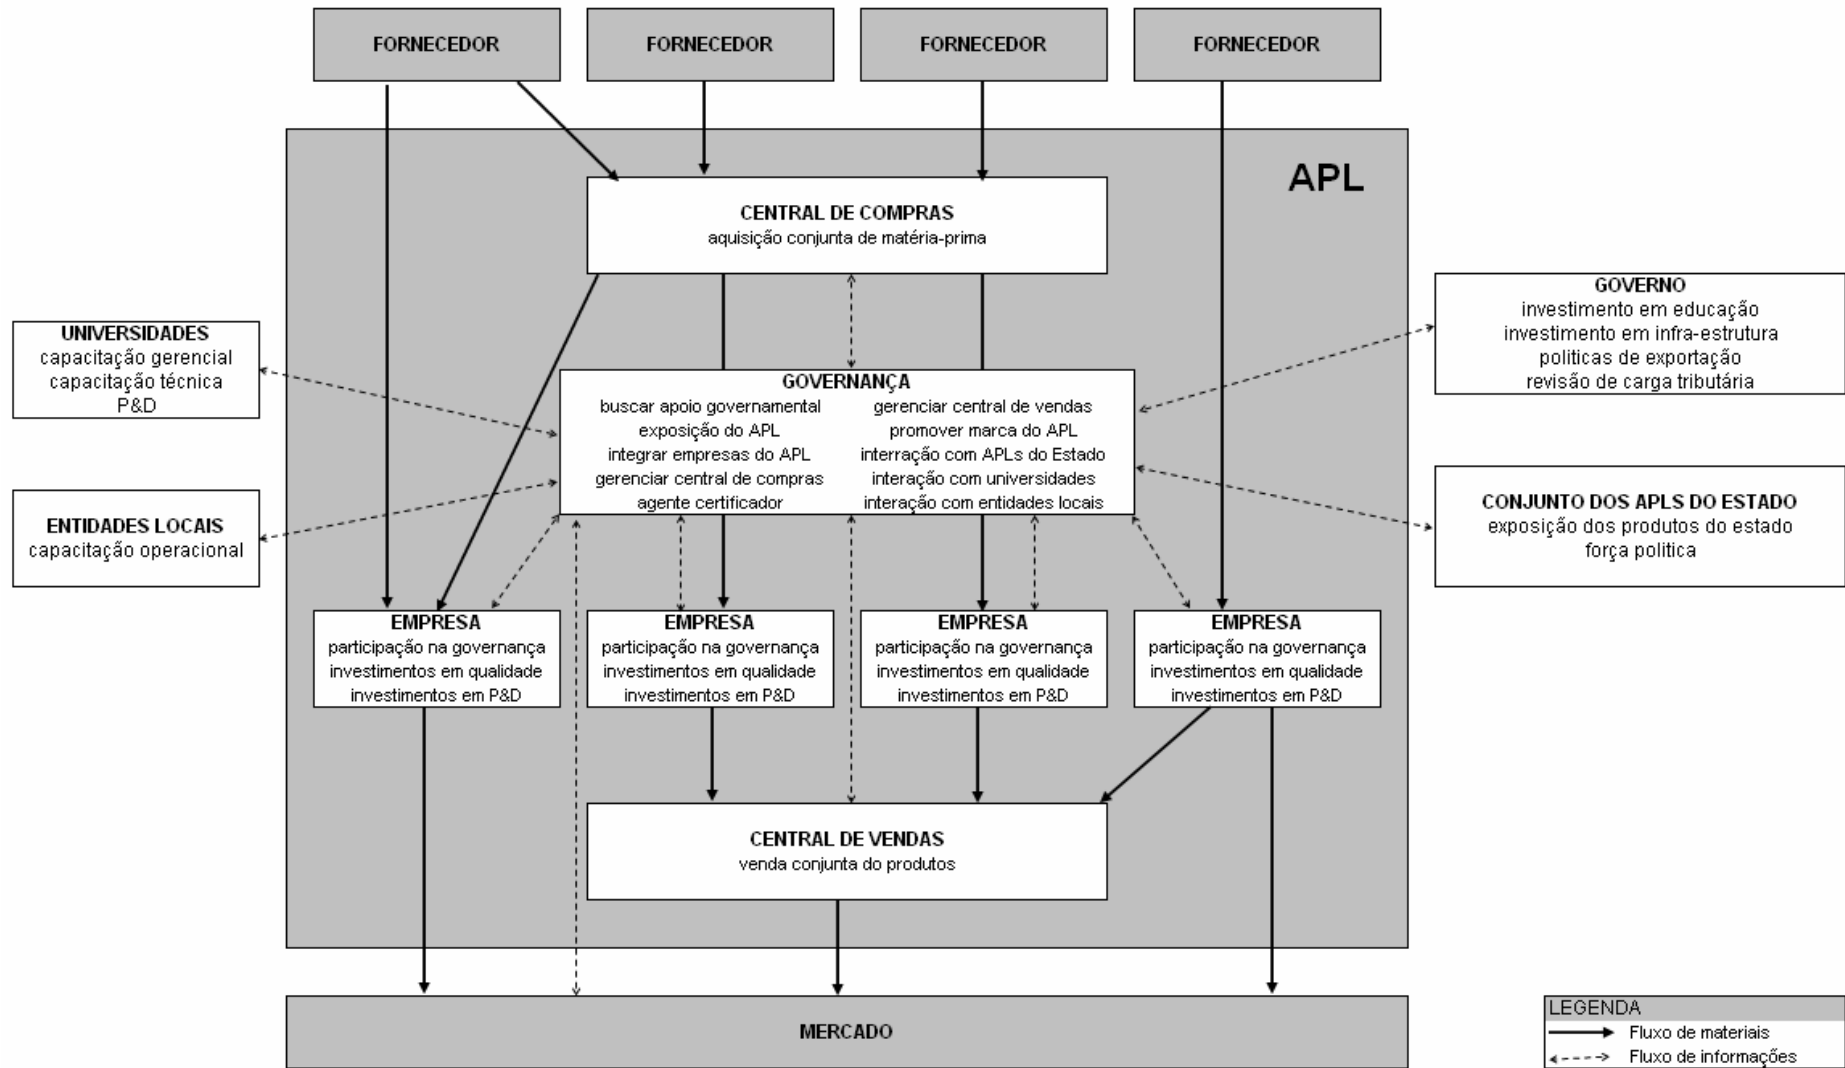 FORNECEDOR
FORNECEDOR
FORNECEDOR
FORNECEDOR
APL
CENTRAL DE COMPRAS
aquisição conjunta de matéria-prima
UNIVERSIDADES
capacitação gerencial
capacitação técnica
P&D
GOVERNO
investimento em educação
investimento em infra-estrutura
politicas de exportação
revisão de carga tributária
GOVERNANÇA
buscar apoio governamental
exposição do APL
integrar empresas do APL
gerenciar central de compras
agente certificador
gerenciar central de vendas
promover marca do APL
interração com APLs do Estado
interação com universidades
interação com entidades locais
ENTIDADES LOCAIS
capacitação operacional
CONJUNTO DOS APLS DO ESTADO
exposição dos produtos do estado
força politica
EMPRESA
participação na governança
investimentos em qualidade
investimentos em P&D
EMPRESA
participação na governança
investimentos em qualidade
investimentos em P&D
EMPRESA
participação na governança
investimentos em qualidade
investimentos em P&D
EMPRESA
participação na governança
investimentos em qualidade
investimentos em P&D
CENTRAL DE VENDAS
venda conjunta do produtos
MERCADO
LEGENDA
Fluxo de materiais
Fluxo de informações